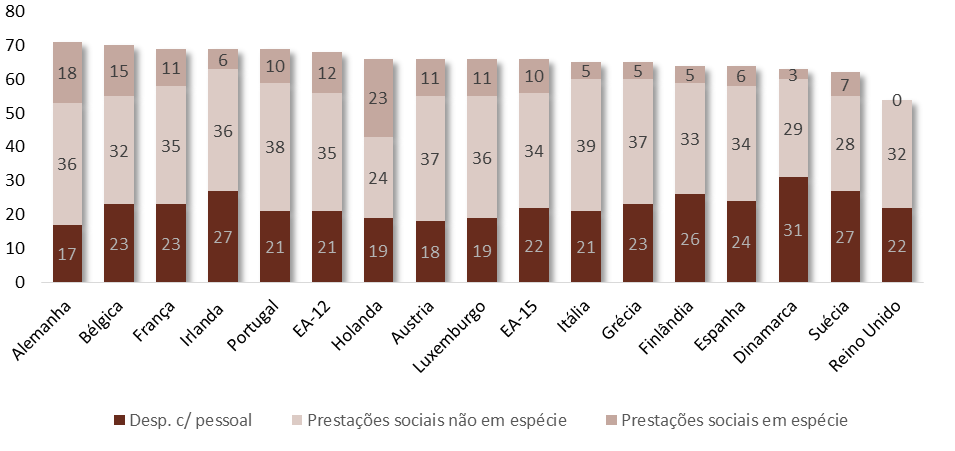 80
70
60
50
40
30
20
10
0
18 15 11 6 10 12 23 11 11 10 5 5 5 6 3 7 0
36 32 35 36 38 35 24 37 36 34 39 37 33 34 29 28 32
17 23 23 27 21 21 19 18 19 22 21 23 26 24 31 27 22
Alemanha
Bélgica
França
Irlanda
Portugal
EA-12
Holanda
Austria
Luxemburgo
EA-15
Itália
Grécia
Finlândia
Espanha
Dinamarca
Suécia
Reino Unido
Desp. c/ pessoal Prestações sociais não em espécie Prestações sociais em espécie